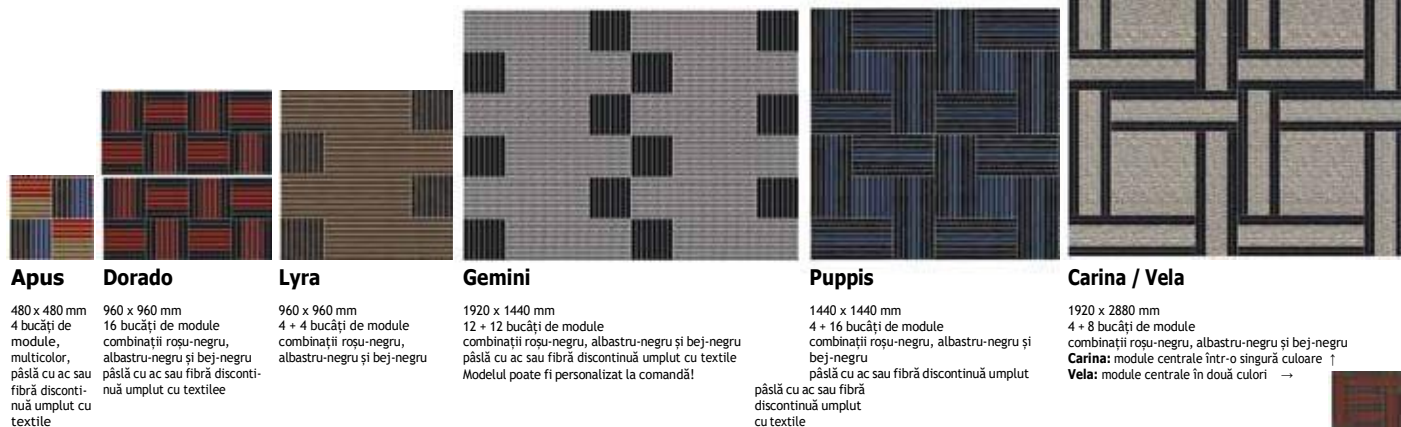 Apus
480 x 480 mm
4 bucăți de
module,
multicolor,
pâslă cu ac sau
fibră disconti-
nuă umplut cu
textile
Dorado
960 x 960 mm
16 bucăți de module
combinații roșu-negru,
albastru-negru și bej-negru
pâslă cu ac sau fibră disconti-
nuă umplut cu textilee
Lyra
960 x 960 mm
4 + 4 bucâți de module
combinații roșu-negru,
albastru-negru și bej-negru
Gemini
1920 x 1440 mm
12 + 12 bucâți de module
combinații roșu-negru, albastru-negru și bej-negru
pâslă cu ac sau fibră discontinuă umplut cu textile
Modelul poate fi personalizat la comandă!
Puppis
1440 x 1440 mm
4 + 16 bucâți de module
combinații roșu-negru, albastru-negru și
bej-negru
pâslă cu ac sau fibră discontinuă umplut
pâslă cu ac sau fibră
discontinuă umplut
cu textile
Carina / Vela
1920 x 2880 mm
4 + 8 bucâți de module
combinații roșu-negru, albastru-negru și bej-negru
Carina: module centrale într-o singură culoare ↑
Vela: module centrale în două culori →